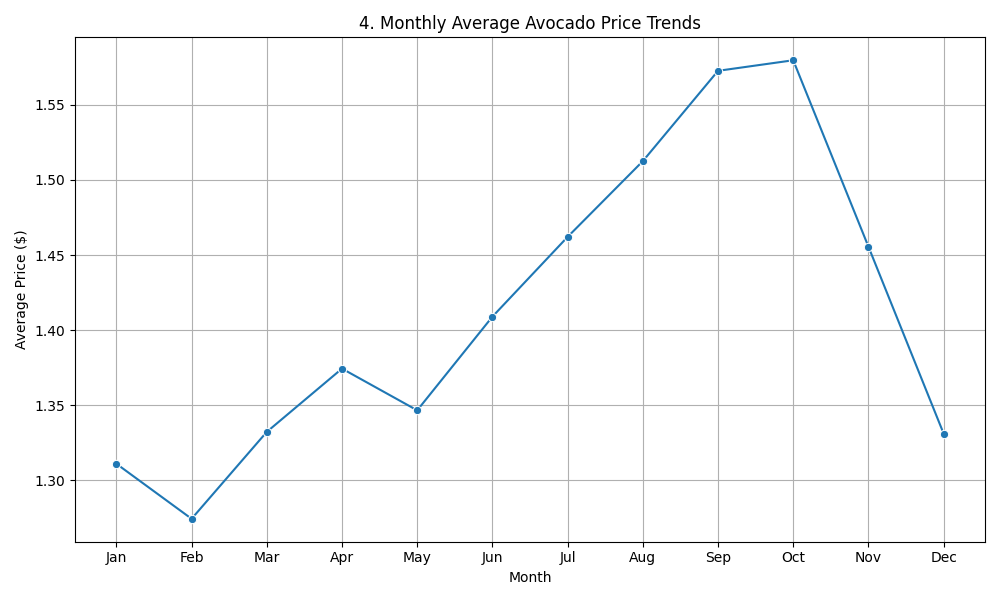 4. Monthly Average Avocado Price Trends
Average Price ($)
1.55
1.50
1.45
1.40
1.35
1.30
Jan Feb Mar Apr May Jun Jul Aug Sep Oct Nov Dec
Month